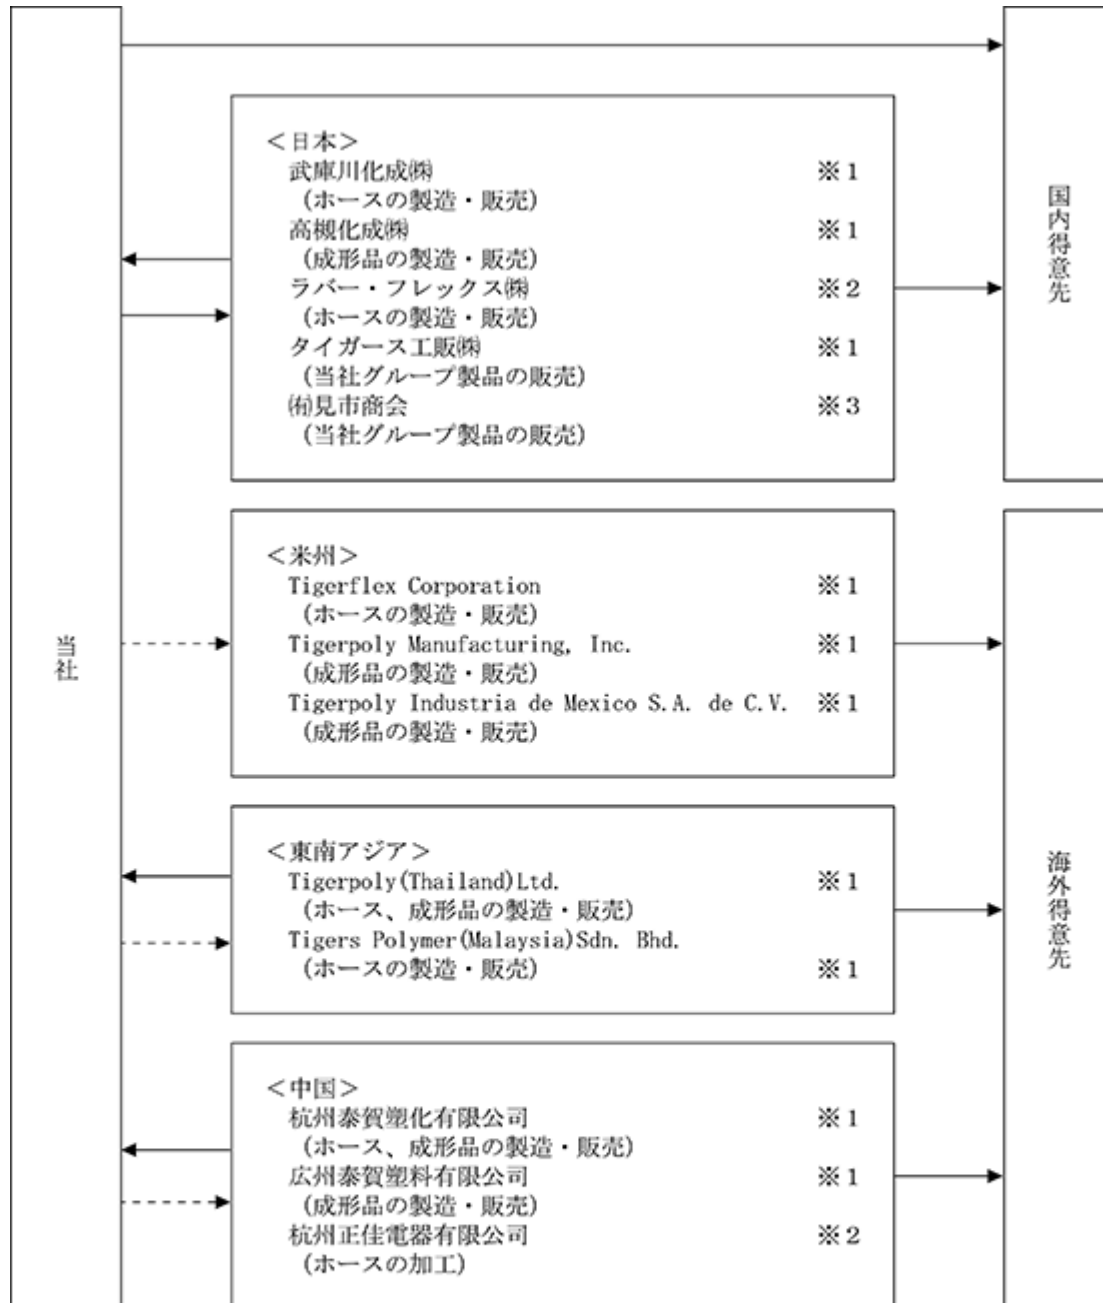 当社
<日本>
武庫川化成㈱ ※1
(ホースの製造・販売)
高槻化成㈱ ※1
(成形品の製造・販売)
ラバー・フレックス㈱ ※2
(ホースの製造・販売)
タイガース工販㈱ ※1
(当社グループ製品の販売)
㈲見市商会 ※3
(当社グループ製品の販売)
国内得意先
<米州>
Tigerflex Corporation ※1
(ホースの製造・販売)
Tigerpoly Manufacturing, Inc. ※1
(成形品の製造・販売)
Tigerpoly Industria de Mexico S.A. de C.V. ※1
(成形品の製造・販売)
<東南アジア>
Tigerpoly(Thailand)Ltd. ※1
(ホース、成形品の製造・販売)
Tigers Polymer(Malaysia)Sdn. Bhd.
(ホースの製造・販売) ※1
<中国>
杭州泰賀塑化有限公司 ※1
(ホース、成形品の製造・販売)
広州泰賀塑料有限公司 ※1
(成形品の製造・販売)
杭州正佳電器有限公司 ※2
(ホースの加工)
海外得意先